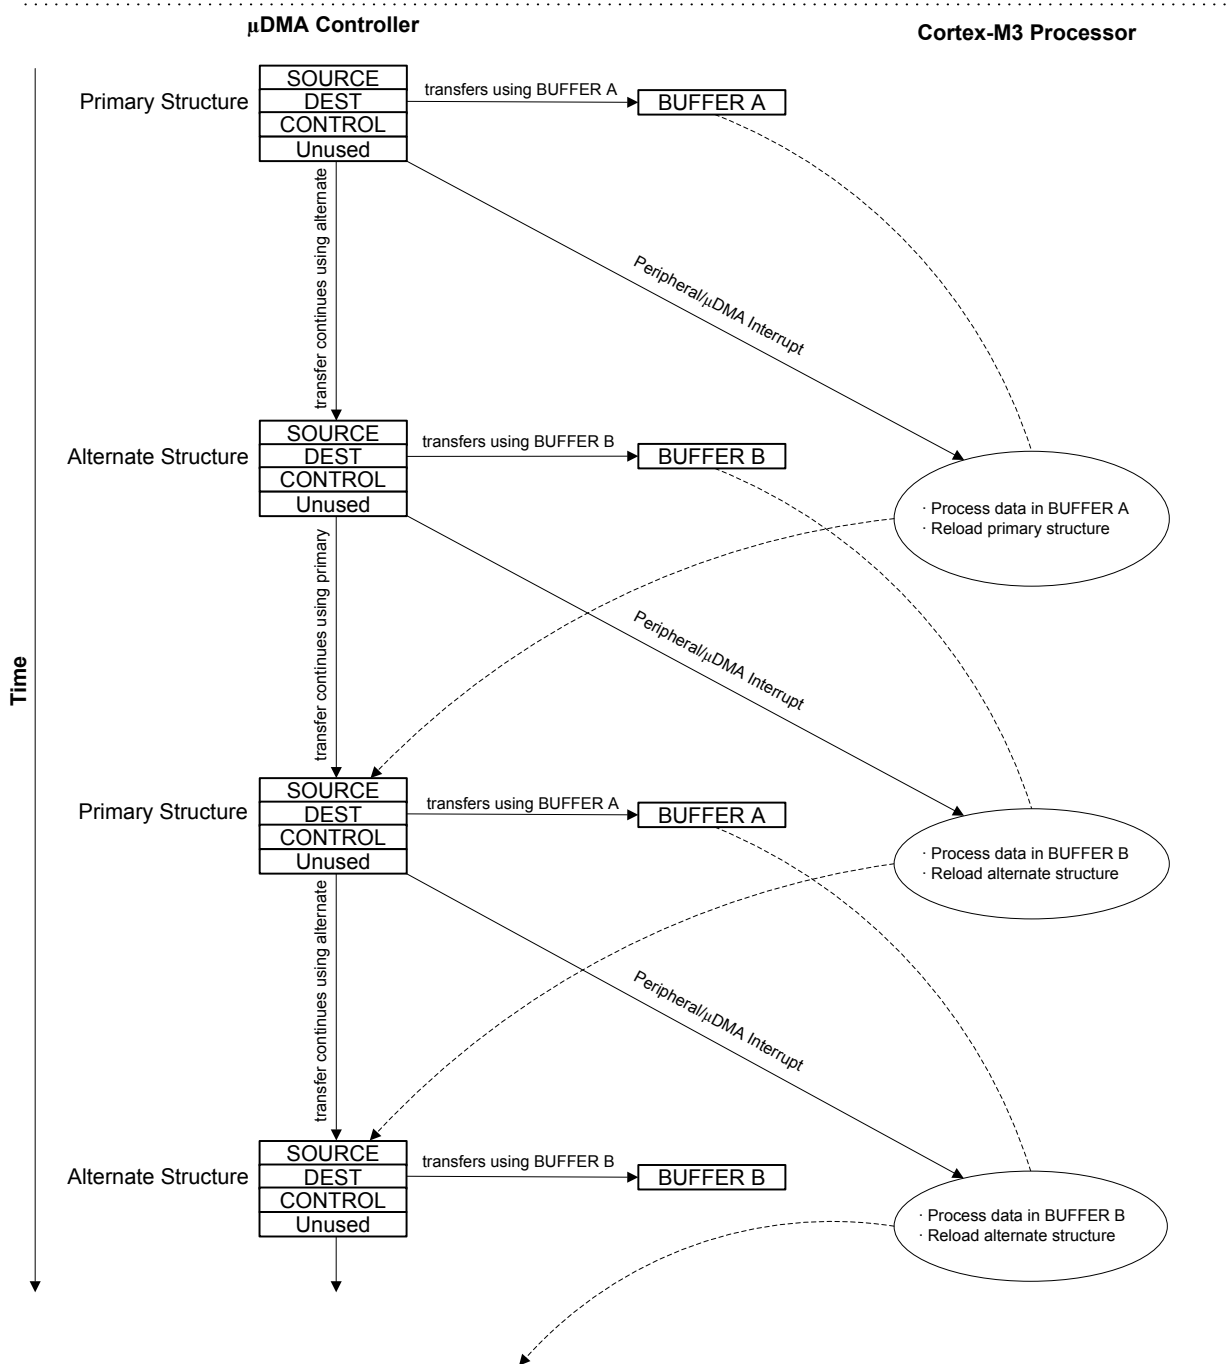 μDMA Controller
Cortex-M3 Processor
SOURCE
Primary Structure
DEST
transfers using BUFFER A
BUFFER A
CONTROL
Unused
transfer continues using alternate
Peripheral/μDMA Interrupt
SOURCE
Alternate Structure
DEST
transfers using BUFFER B
BUFFER B
CONTROL
Unused
· Process data in BUFFER A
· Reload primary structure
transfer continues using primary
Peripheral/μDMA Interrupt
Time
SOURCE
Primary Structure
DEST
transfers using BUFFER A
BUFFER A
CONTROL
Unused
· Process data in BUFFER B
· Reload alternate structure
transfer continues using alternate
Peripheral/μDMA Interrupt
SOURCE
Alternate Structure
DEST
transfers using BUFFER B
BUFFER B
CONTROL
Unused
· Process data in BUFFER B
· Reload alternate structure